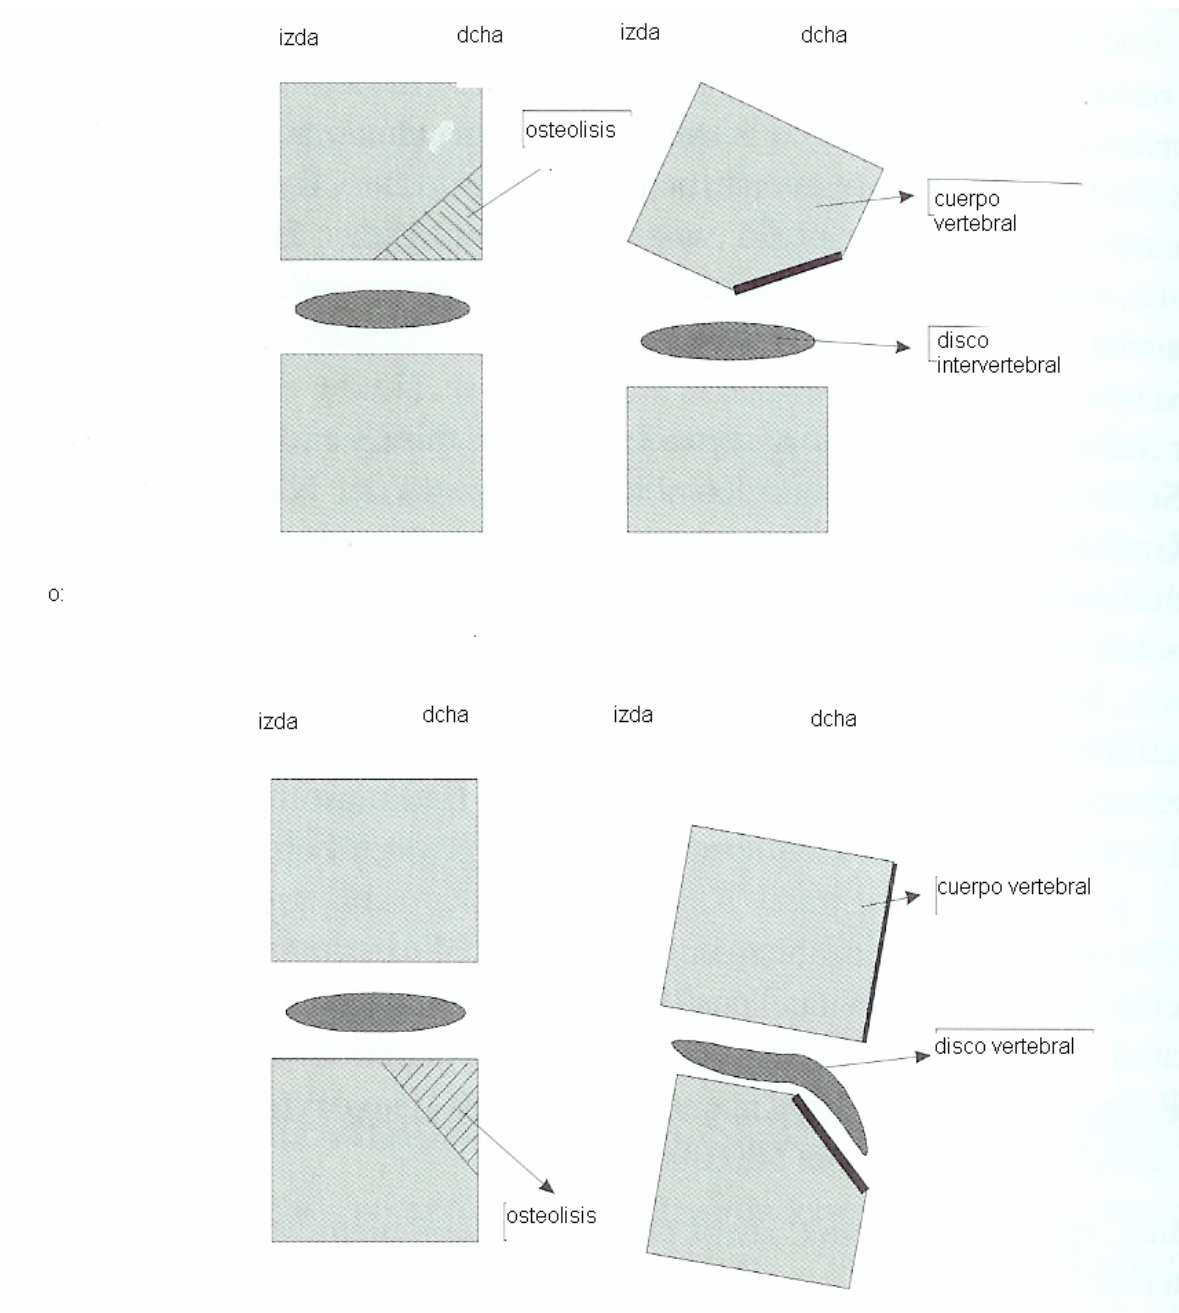 izda dcha izda dcha
osteolisis
cuerpo
vertebral
disco
intervertebral
o:
izda dcha izda dcha
cuerpo vertebral
disco vertebral
osteolisis